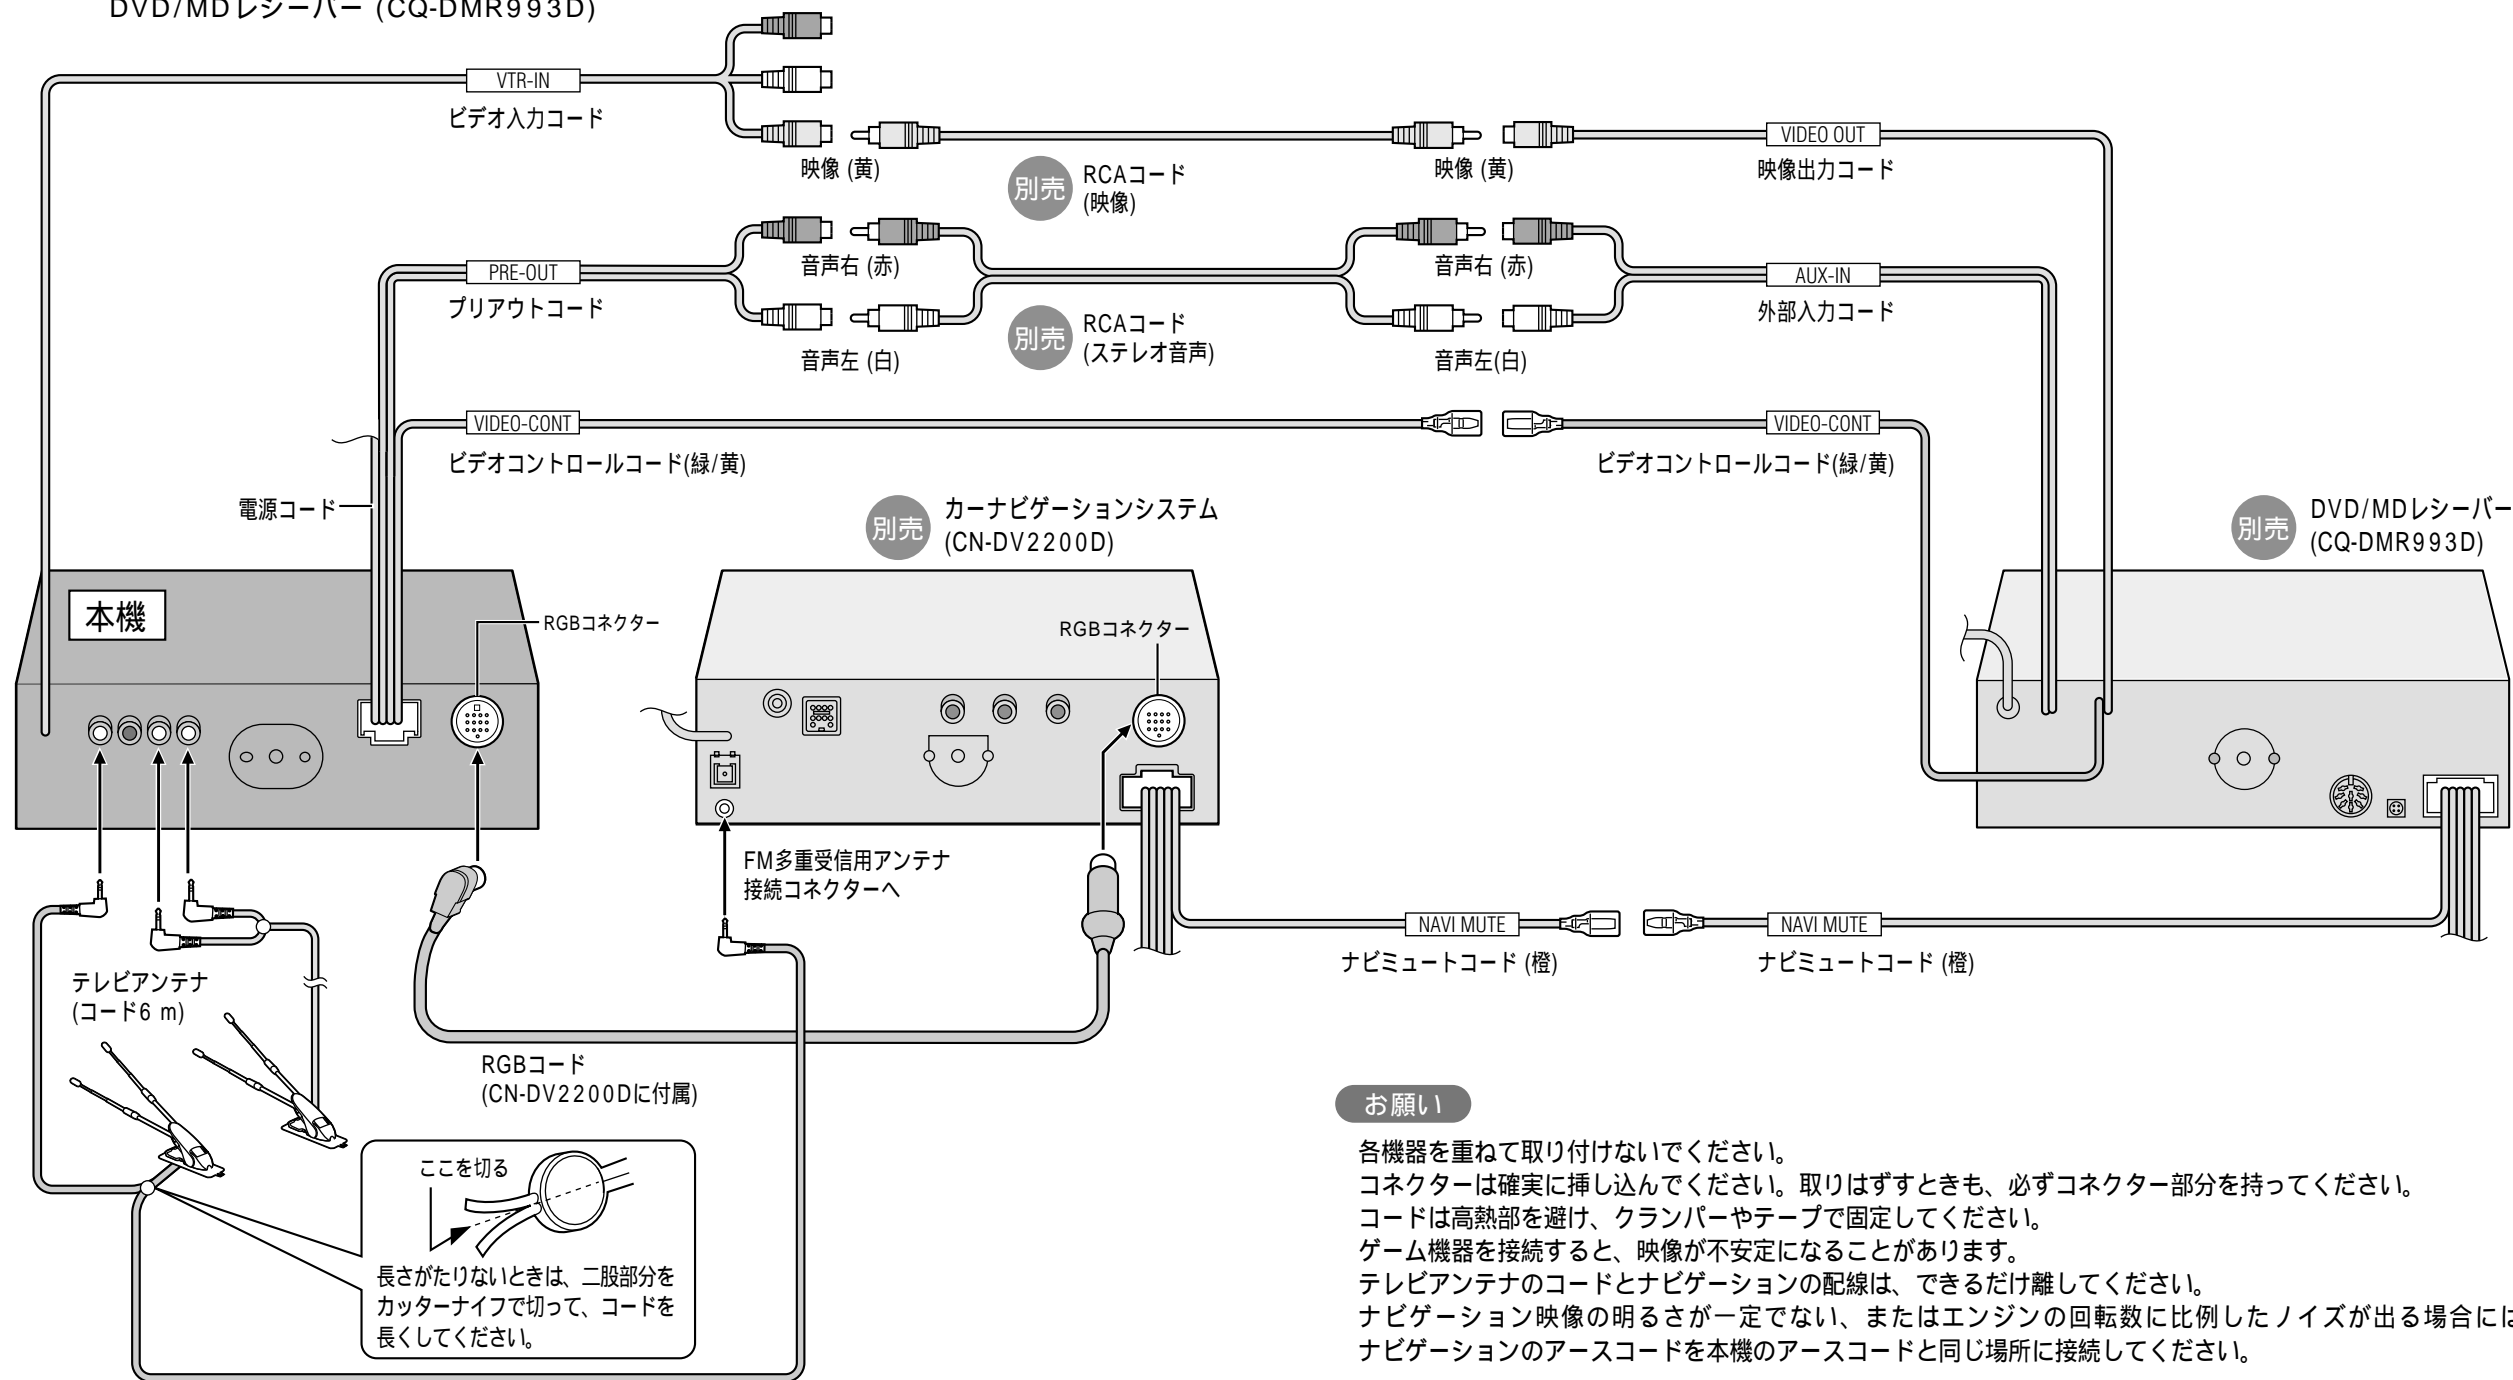 DVD/MDレシーバー (CQ-DMR993D)
VTR-IN
ビデオ入力コード
映像 (黄)
別売
RCAコード
(映像)
映像 (黄)
VIDEO OUT
映像出力コード
PRE-OUT
プリアウトコード
音声右 (赤)
音声左 (白)
別売
RCAコード
(ステレオ音声)
音声右 (赤)
音声左(白)
AUX-IN
外部入力コード
VIDEO-CONT
ビデオコントロールコード(緑/黄)
VIDEO-CONT
ビデオコントロールコード(緑/黄)
電源コード
別売
カーナビゲーションシステム
(CN-DV2200D)
別売
DVD/MDレシーバー
(CQ-DMR993D)
本機
RGBコネクター
RGBコネクター
FM多重受信用アンテナ
接続コネクターへ
NAVI MUTE
ナビミュートコード (橙)
NAVI MUTE
ナビミュートコード (橙)
テレビアンテナ
(コード6 m)
RGBコード
(CN-DV2200Dに付属)
ここを切る
長さがたりないときは、二股部分を
カッターナイフで切って、コードを
長くしてください。
お願い
各機器を重ねて取り付けないでください。
コネクターは確実に挿し込んでください。取りはずすときも、必ずコネクター部分を持ってください。
コードは高熱部を避け、クランパーやテープで固定してください。
ゲーム機器を接続すると、映像が不安定になることがあります。
テレビアンテナのコードとナビゲーションの配線は、できるだけ離してください。
ナビゲーション映像の明るさが一定でない、またはエンジンの回転数に比例したノイズが出る場合には
ナビゲーションのアースコードを本機のアースコードと同じ場所に接続してください。